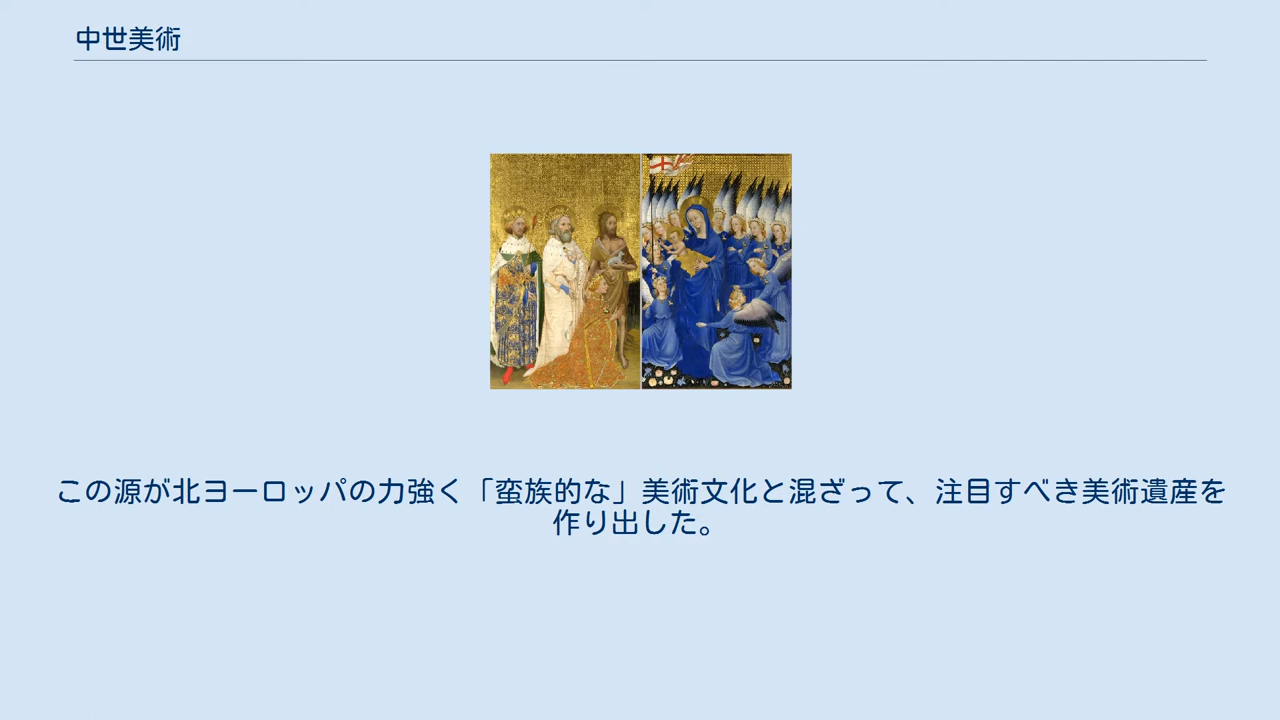 中世美術
この源が北ヨーロッパの力強く「蛮族的な」美術文化と混ざって、注目すべき美術遺産を
作り出した。